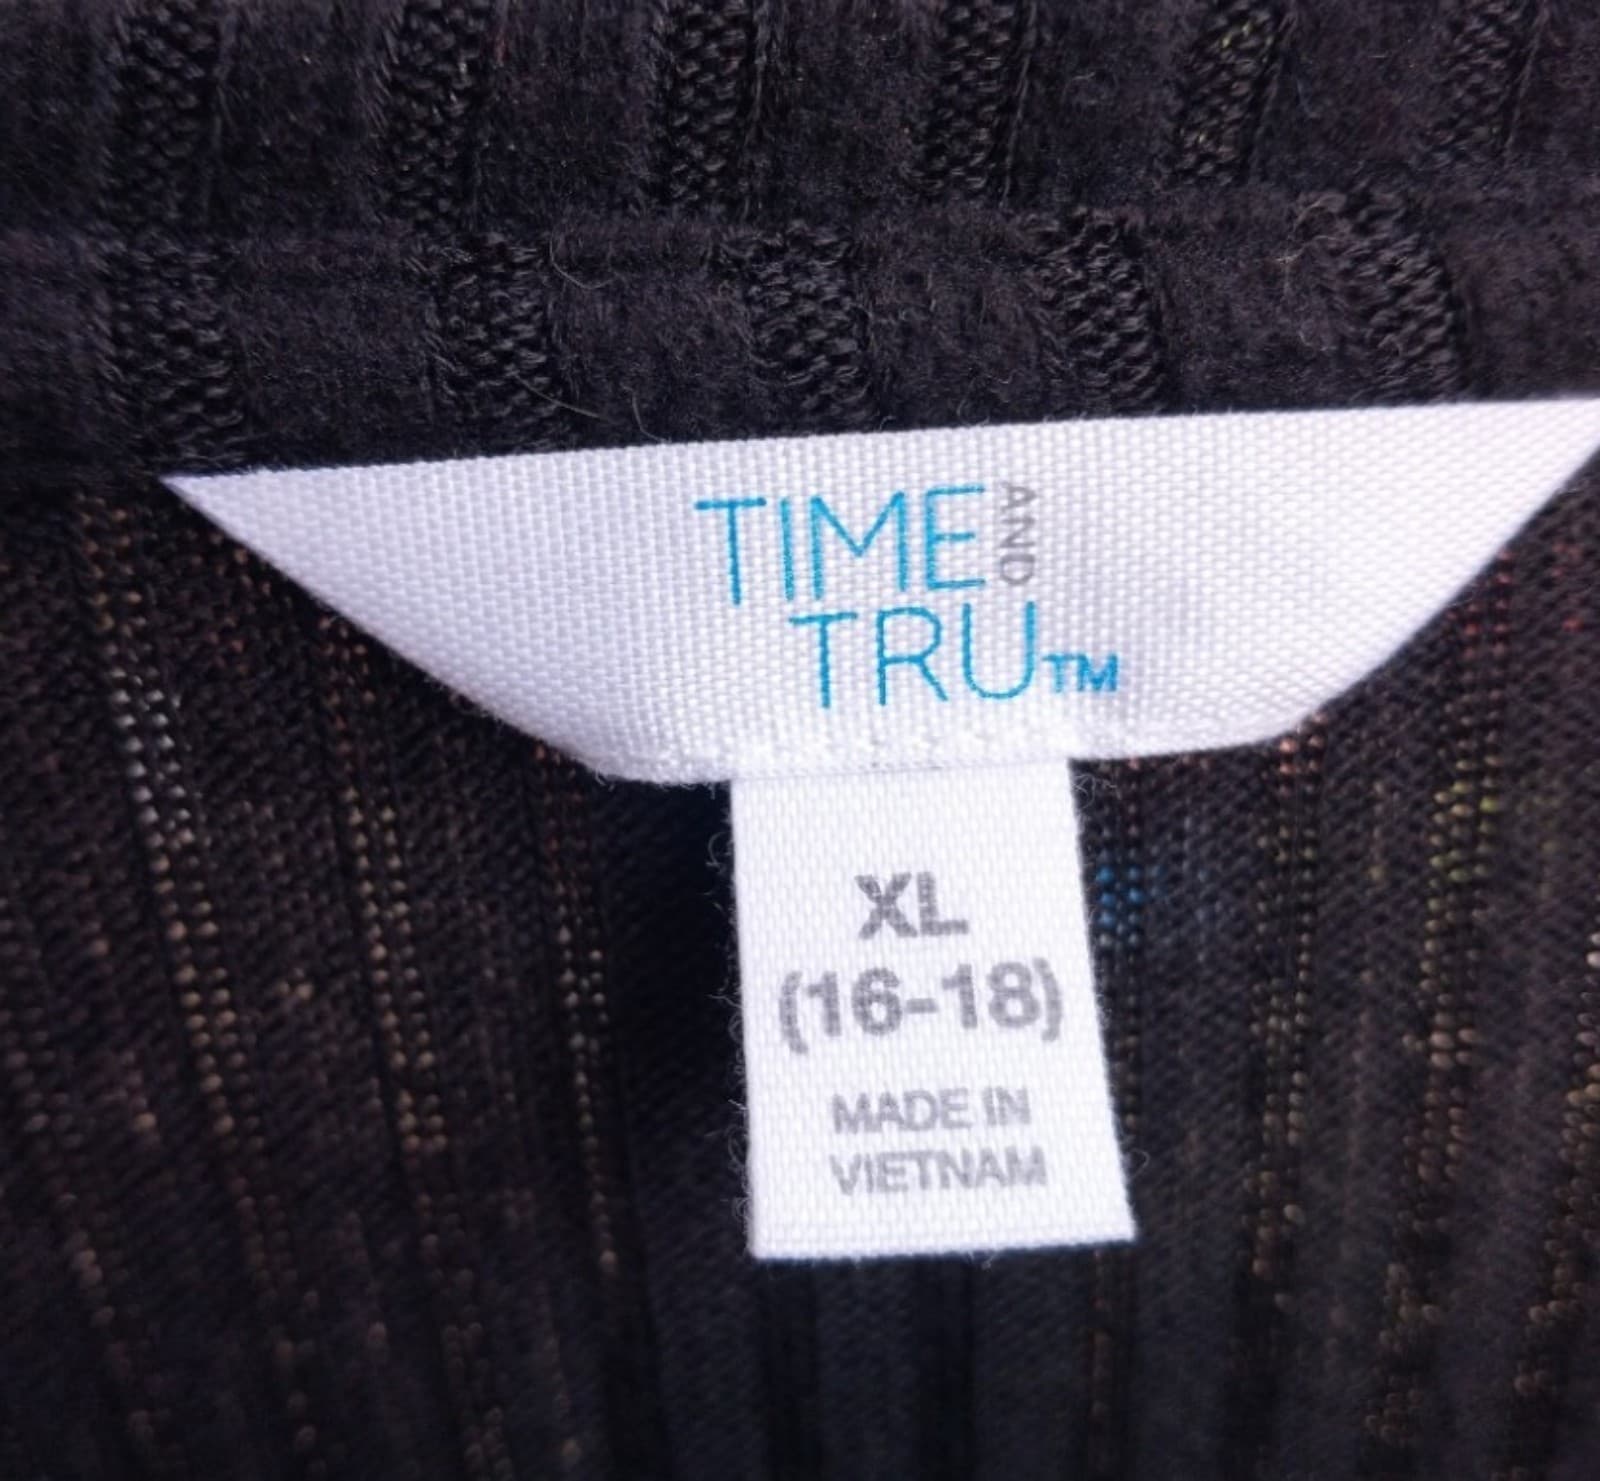 TIME AND
TRU™
XL
(16-18)
MADE IN
VIETNAM